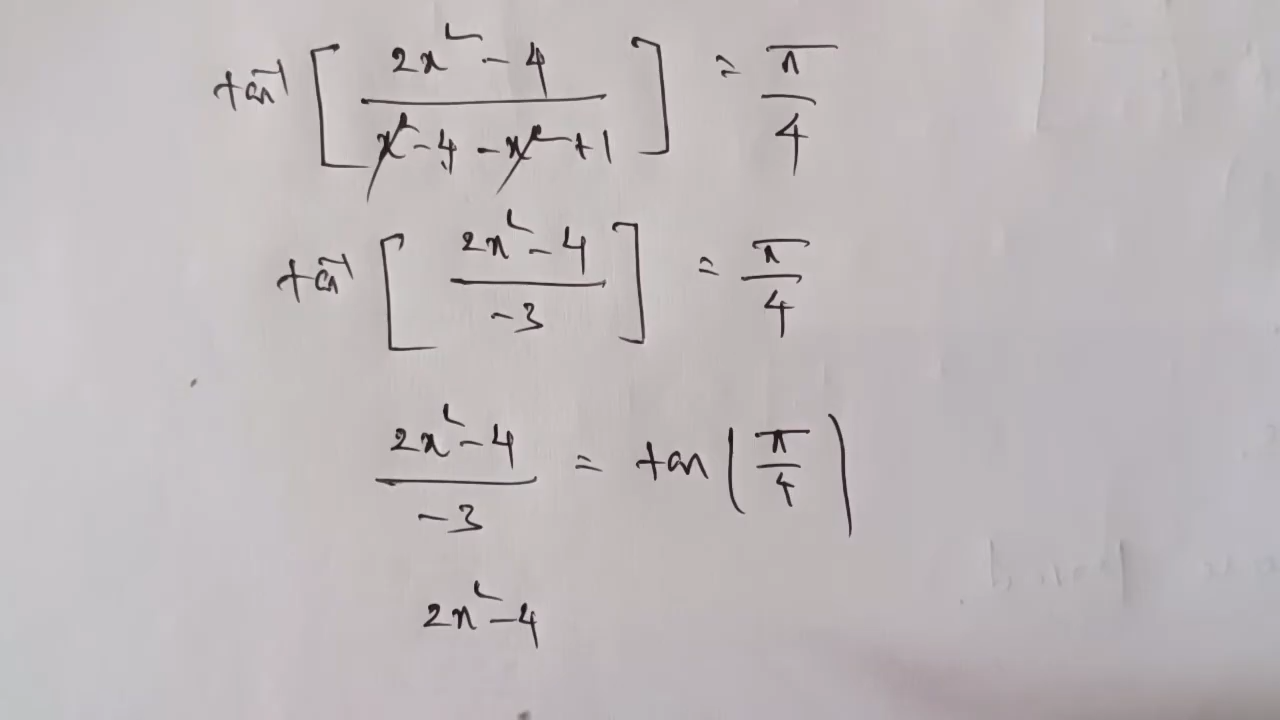 tan⁻¹ [ (2x² - 4) / (x² - 4 - x² + 1) ] = π/4
tan⁻¹ [ (2x² - 4) / (-3) ] = π/4
(2x² - 4) / (-3) = tan (π/4)
2x² - 4